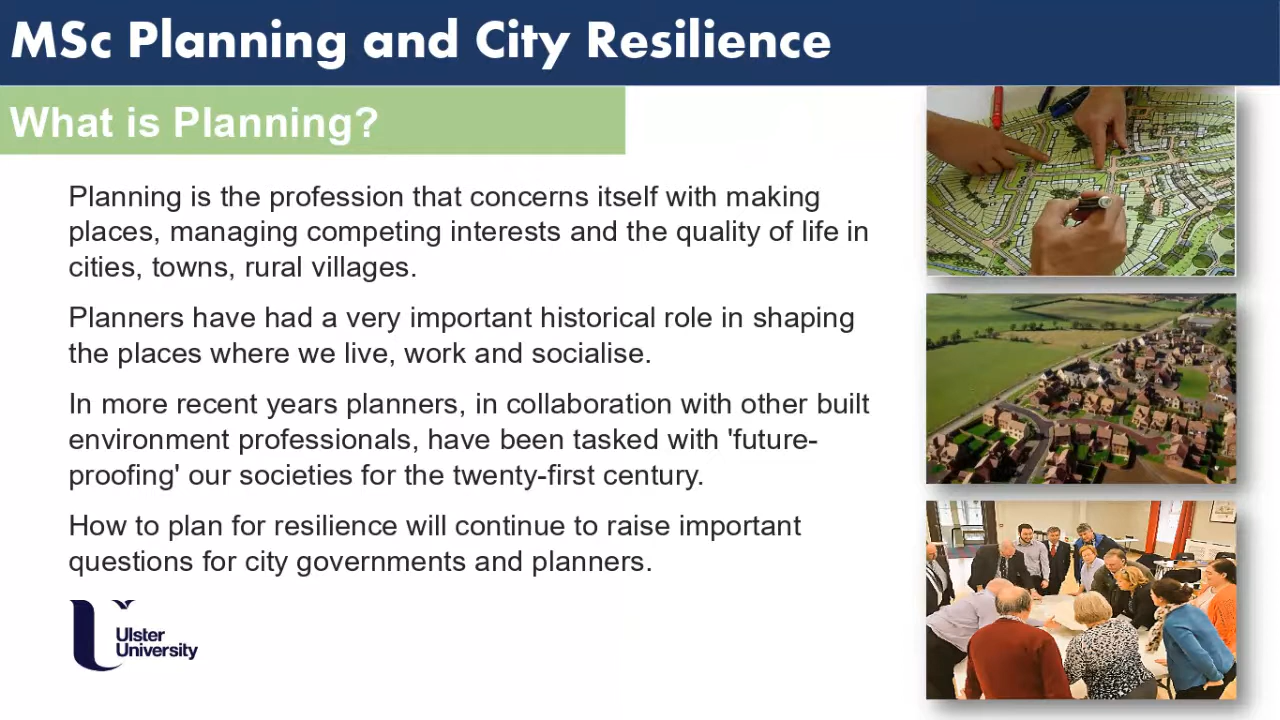 MSc Planning and City Resilience
What is Planning?
Planning is the profession that concerns itself with making
places, managing competing interests and the quality of life in
cities, towns, rural villages.
Planners have had a very important historical role in shaping
the places where we live, work and socialise.
In more recent years planners, in collaboration with other built
environment professionals, have been tasked with 'future-
proofing' our societies for the twenty-first century.
How to plan for resilience will continue to raise important
questions for city governments and planners.
Ulster
University